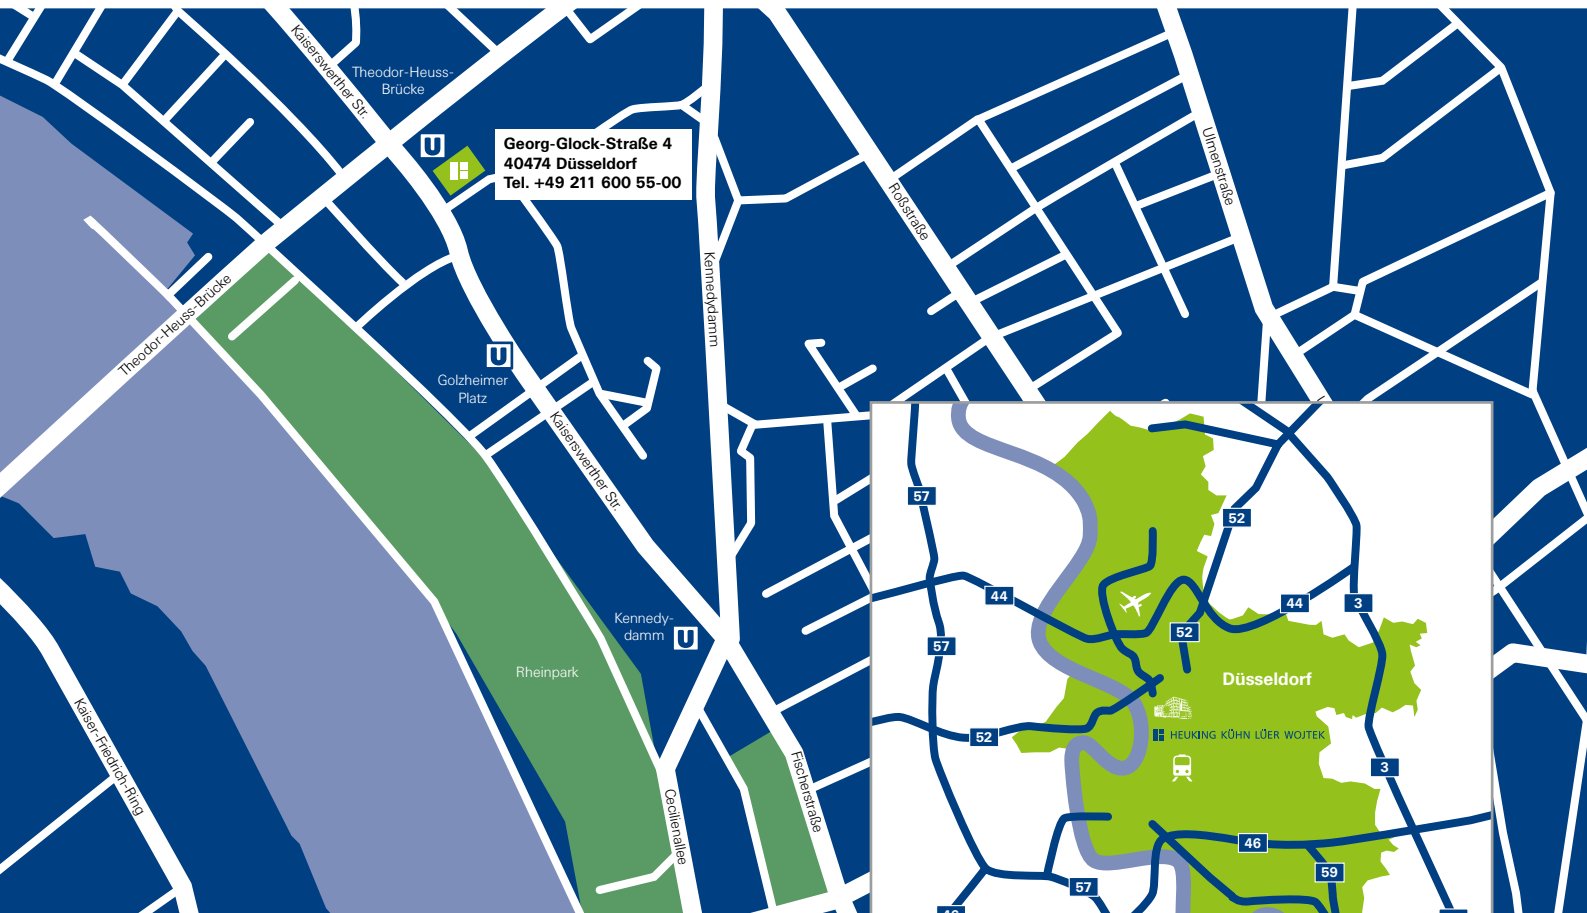 Kaiserswerther Str.
Theodor-Heuss-
Brücke
U
Georg-Glock-Straße 4
40474 Düsseldorf
Tel. +49 211 600 55-00
Ulmenstraße
Roßstraße
Kennedydamm
Theodor-Heuss-Brücke
U
Golzheimer
Platz
Kaiserswerther Str.
Kennedy-
damm
U
Rheinpark
Kaiser-Friedrich-Ring
Cecilienallee
Fischerstraße
57
52
44
44
3
52
57
Düsseldorf
52
HEUKING KÜHN LÜER WOJTEK
3
46
59
57